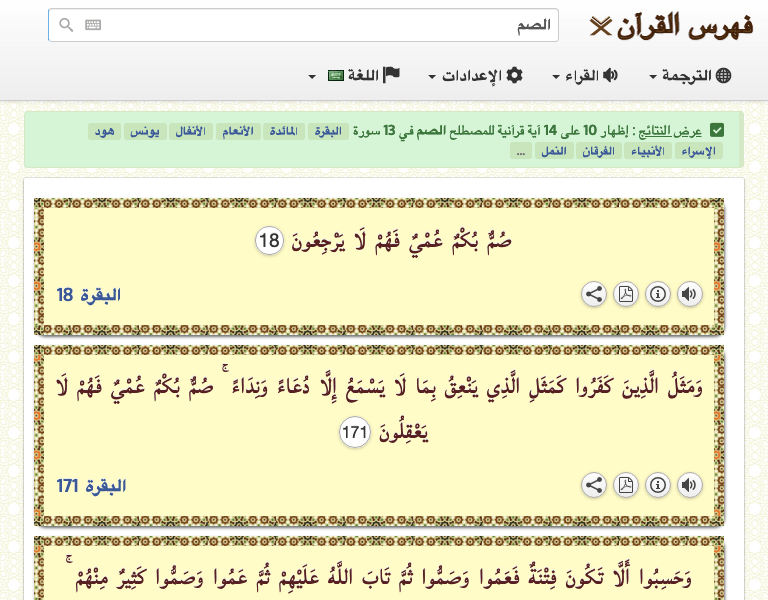 فهرس القرآن
الصم
الترجمة
القراء
الإعدادات
اللغة
عرض النتائج : إظهار 10 على 14 آية قرآنية للمصطلح الصم في 13 سورة البقرة المائدة الأنعام الأنفال يونس هود
الإسراء الأنبياء الفرقان النمل ...
صُمٌّ بُكْمٌ عُمْيٌ فَهُمْ لَا يَرْجِعُونَ 18
البقرة 18
وَمَثَلُ الَّذِينَ كَفَرُوا كَمَثَلِ الَّذِي يَنْعِقُ بِمَا لَا يَسْمَعُ إِلَّا دُعَاءً وَنِدَاءً ۚ صُمٌّ بُكْمٌ عُمْيٌ فَهُمْ لَا
يَعْقِلُونَ 171
البقرة 171
وَحَسِبُوا أَلَّا تَكُونَ فِتْنَةٌ فَعَمُوا وَصَمُّوا ثُمَّ تَابَ اللَّهُ عَلَيْهِمْ ثُمَّ عَمُوا وَصَمُّوا كَثِيرٌ مِنْهُمْ ۚ